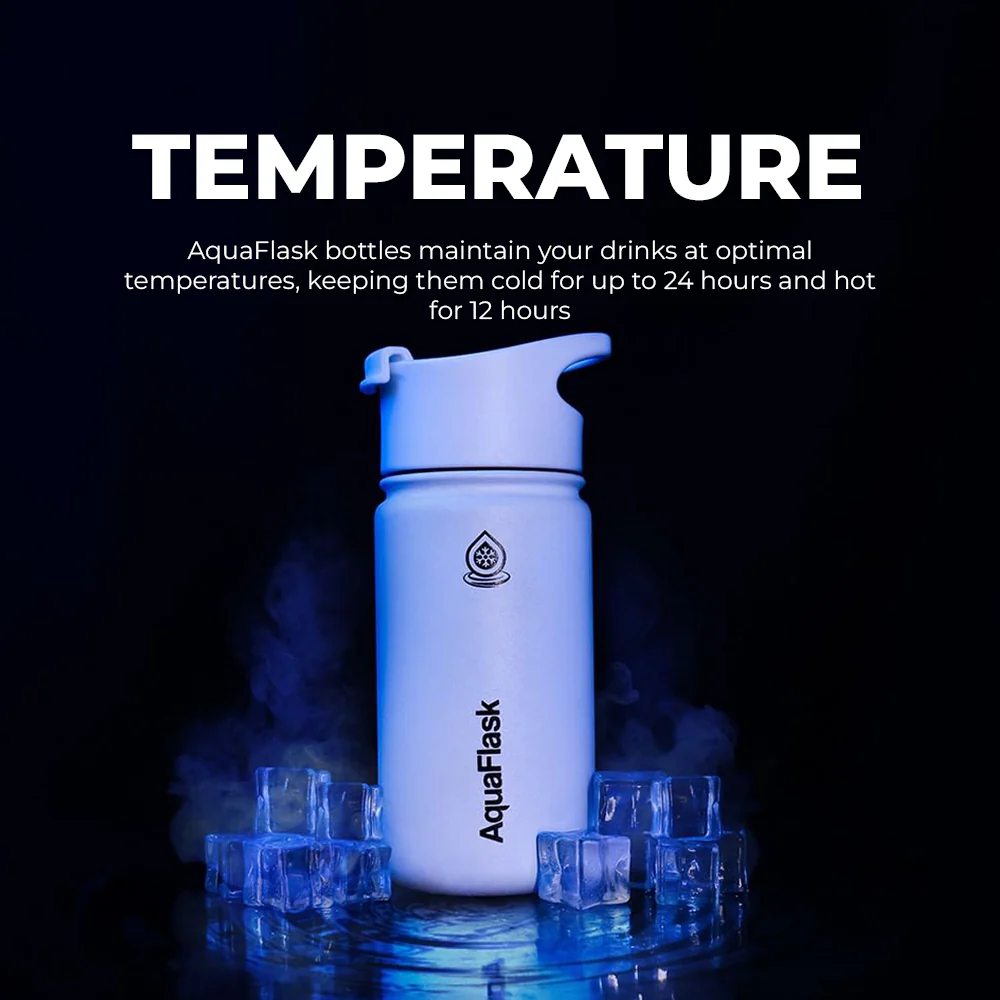 TEMPERATURE
AquaFlask bottles maintain your drinks at optimal
temperatures, keeping them cold for up to 24 hours and hot
for 12 hours
AquaFlask